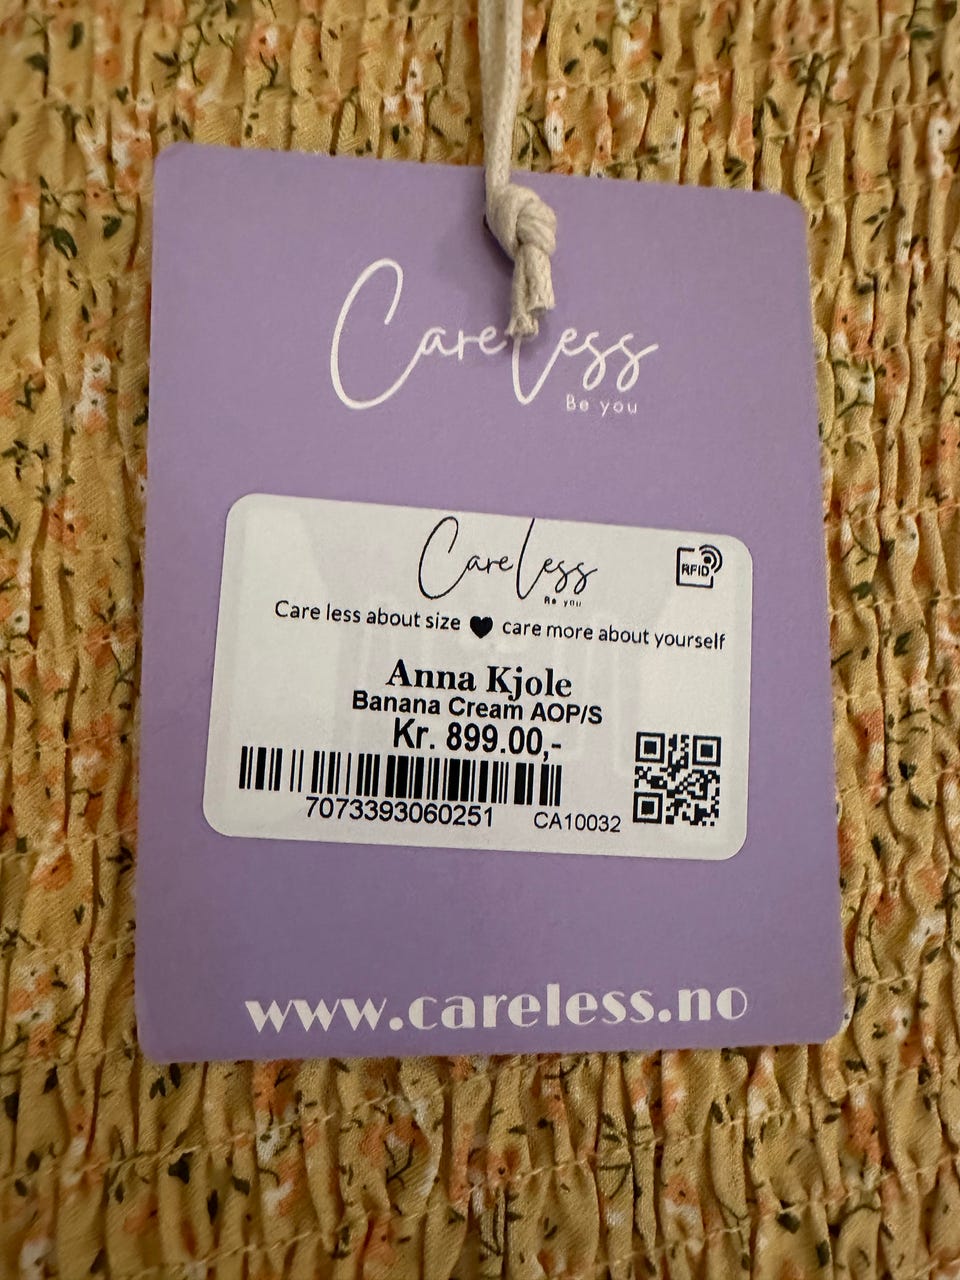 CareLess
Be you
CareLess
Be you
RFID
Care less about size ♥ care more about yourself
Anna Kjole
Banana Cream AOP/S
Kr. 899.00,-
7073393060251 CA10032
www.careless.no